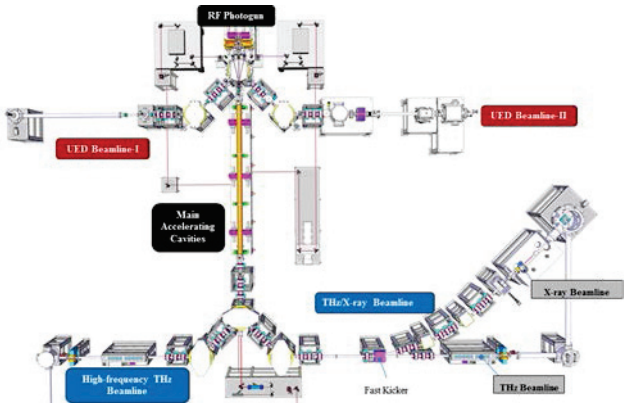 RF Photogun
UED Beamline-I
UED Beamline-II
Main
Accelerating
Cavities
THz/X-ray Beamline
X-ray Beamline
High-frequency THz
Beamline
Fast Kicker
THz Beamline